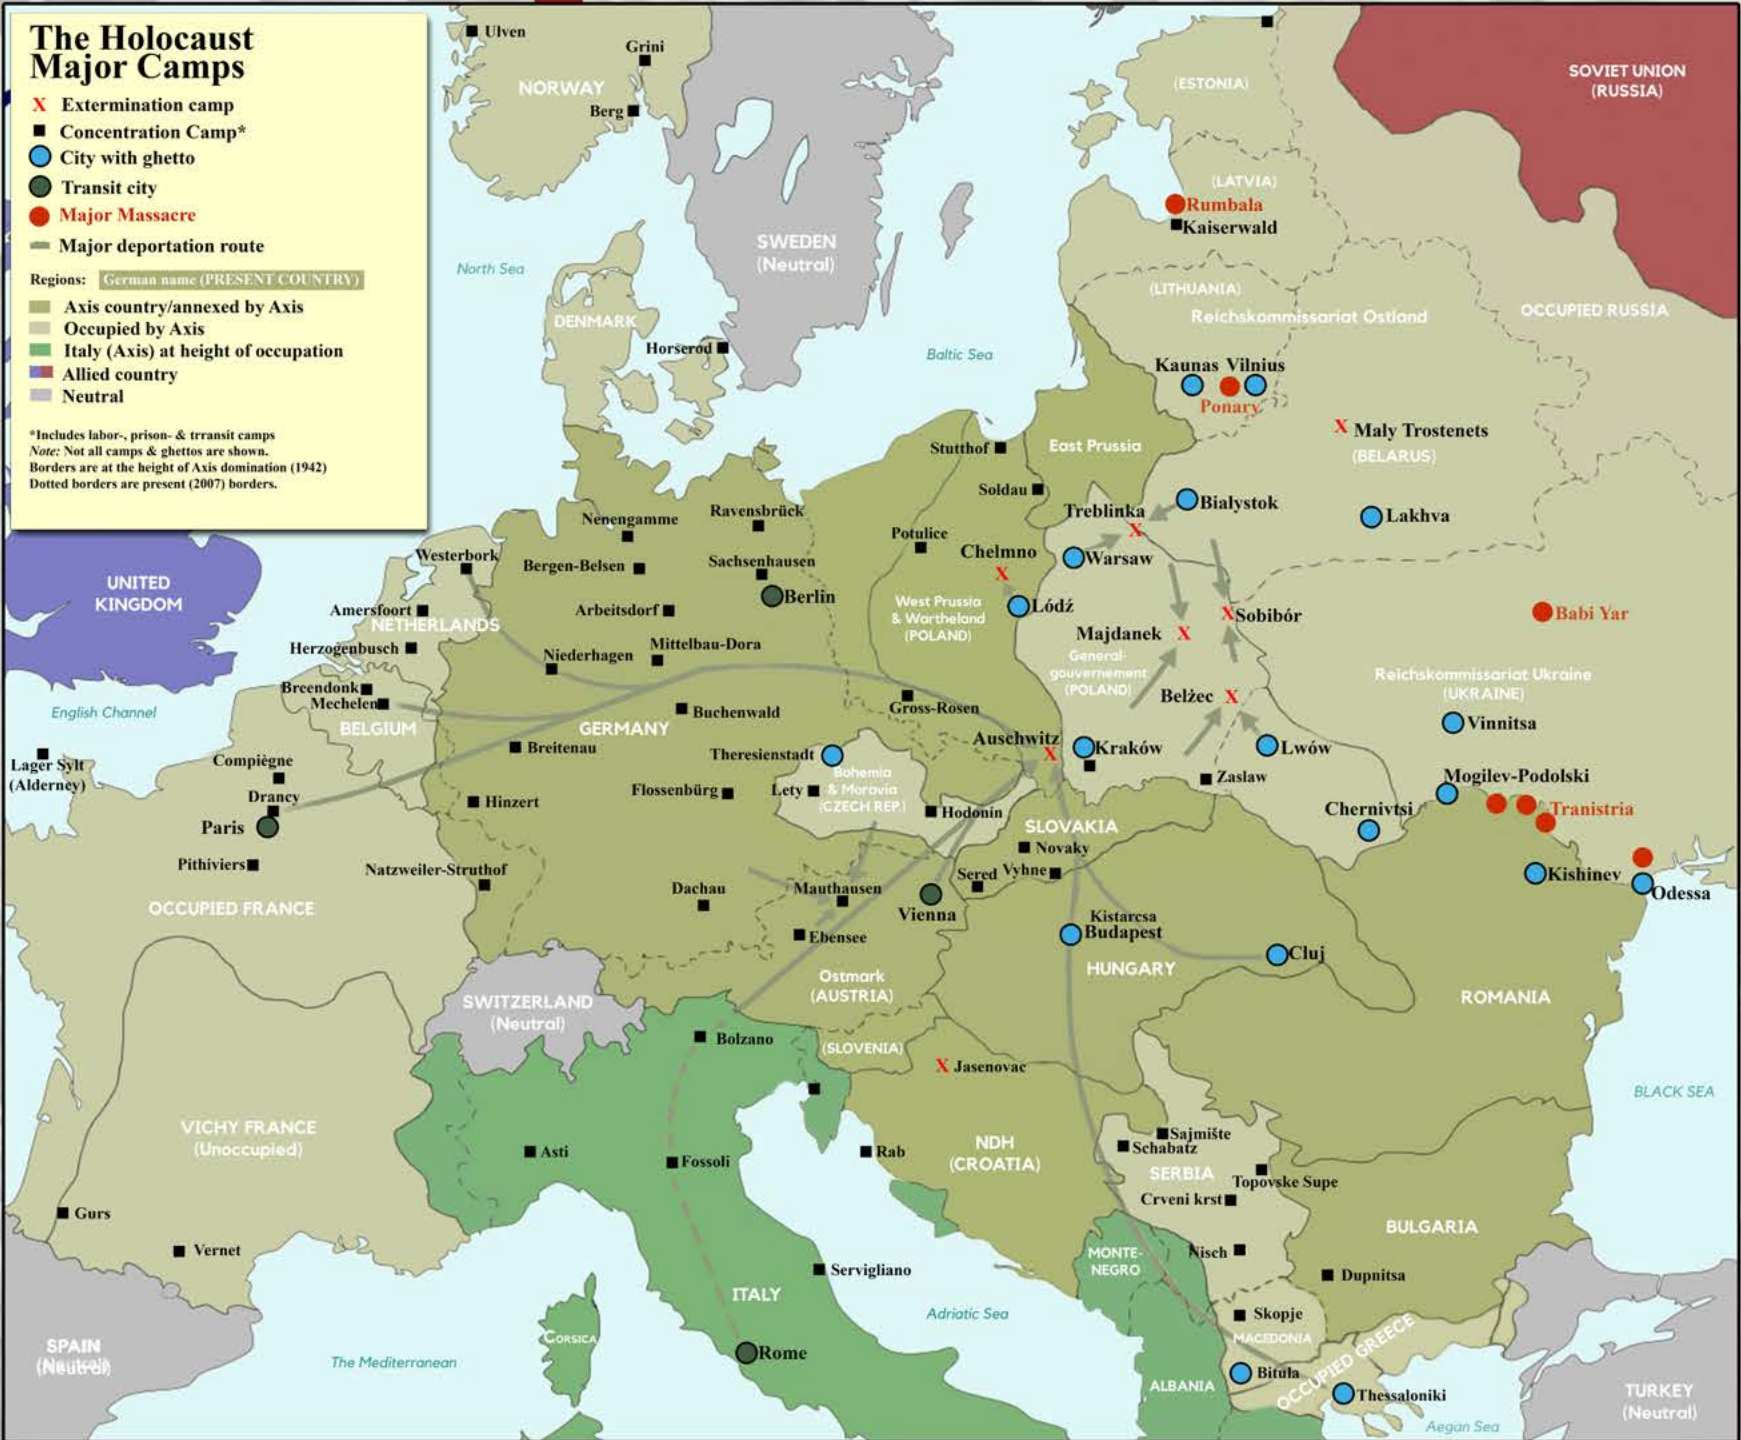 The Holocaust
Major Camps
X Extermination camp
Concentration Camp*
City with ghetto
Transit city
Major Massacre
Major deportation route
Regions: German name (PRESENT COUNTRY)
Axis country/annexed by Axis
Occupied by Axis
Italy (Axis) at height of occupation
Allied country
Neutral
*Includes labor-, prison- & trransit camps
Note: Not all camps & ghettos are shown.
Borders are at the height of Axis domination (1942)
Dotted borders are present (2007) borders.
Ulven
Grini
NORWAY
Berg
SWEDEN
(Neutral)
North Sea
DENMARK
Horserød
Baltic Sea
(ESTONIA)
SOVIET UNION
(RUSSIA)
(LATVIA)
Rumbala
Kaiserwald
(LITHUANIA)
Reichskommissariat Ostland
OCCUPIED RUSSIA
Kaunas
Vilnius
Ponary
X Maly Trostenets
(BELARUS)
East Prussia
Stutthof
Soldau
Treblinka
X
Białystok
Lakhva
Warsaw
Potulice
Chelmno
X
Łódź
West Prussia
& Wartheland
(POLAND)
Ravensbrück
Nenengamme
Bergen-Belsen
Sachsenhausen
Berlin
Arbeitsdorf
Mittelbau-Dora
Niederhagen
Westerbork
Amersfoort
NETHERLANDS
Herzogenbusch
UNITED
KINGDOM
English Channel
Breendonk
Mechelen
BELGIUM
GERMANY
Buchenwald
Breitenau
Gross-Rosen
X Sobibór
Majdanek X
General-
gouvernement
(POLAND)
Bełżec X
Babi Yar
Reichskommissariat Ukraine
(UKRAINE)
Vinnitsa
Auschwitz
X
Kraków
Lwów
Zasław
Mogilev-Podolski
Tranistria
Chernivtsi
Kishinev
Odessa
Theresienstadt
Bohemia
& Moravia
(CZECH REP.)
Lety
Hodonín
Flossenbürg
Hinzert
Lager Sylt
(Alderney)
Compiègne
Drancy
Paris
Pithiviers
Natzweiler-Struthof
OCCUPIED FRANCE
Dachau
Mauthausen
Vienna
Ebensee
SLOVAKIA
Novaky
Sered
Vyhne
Kistarcsa
Budapest
HUNGARY
Cluj
Ostmark
(AUSTRIA)
ROMANIA
SWITZERLAND
(Neutral)
Bolzano
(SLOVENIA)
X Jasenovac
BLACK SEA
VICHY FRANCE
(Unoccupied)
Asti
Fossoli
Rab
NDH
(CROATIA)
Sajmište
Schabatz
SERBIA
Topovske Supe
Crveni krst
Nisch
BULGARIA
Dupnitsa
Gurs
Vernet
MONTE-
NEGRO
Servigliano
ITALY
Adriatic Sea
Skopje
MACEDONIA
CORSICA
SPAIN
(Neutral)
The Mediterranean
Rome
ALBANIA
Bitula
OCCUPIED GREECE
Thessaloniki
Aegan Sea
TURKEY
(Neutral)